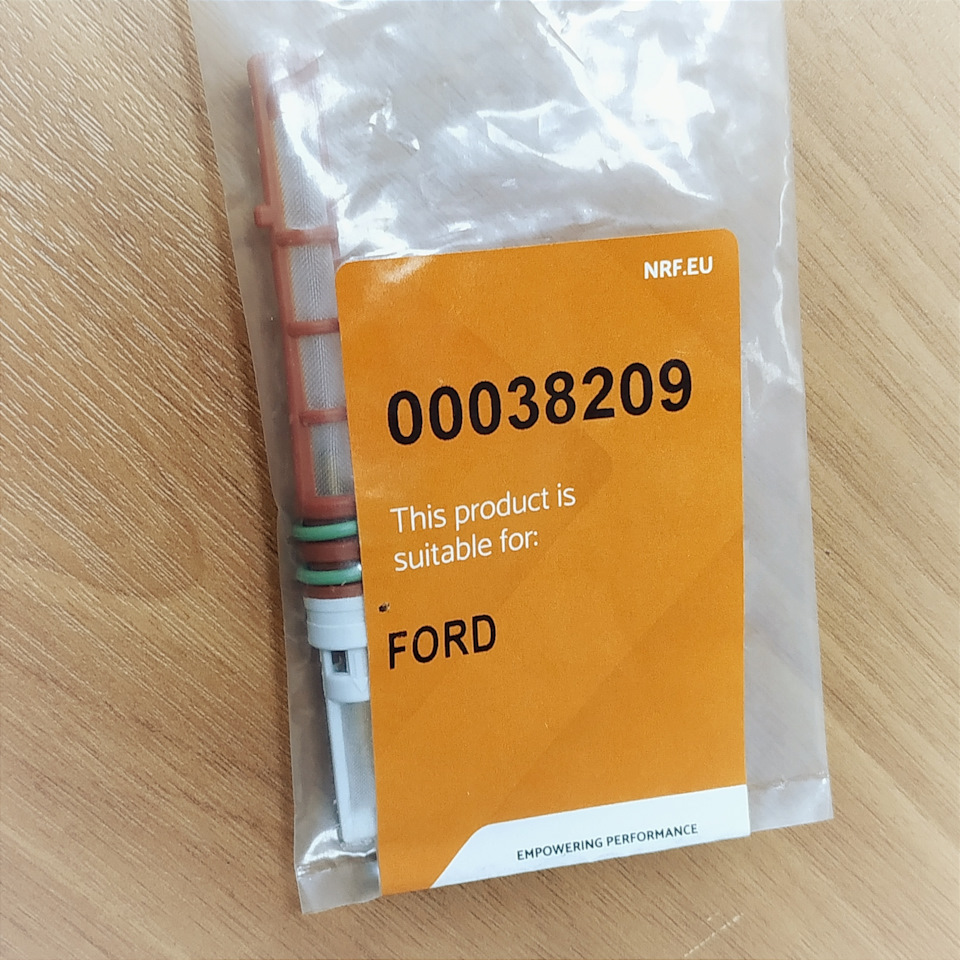 NRF.EU
00038209
This product is
suitable for:
FORD
EMPOWERING PERFORMANCE